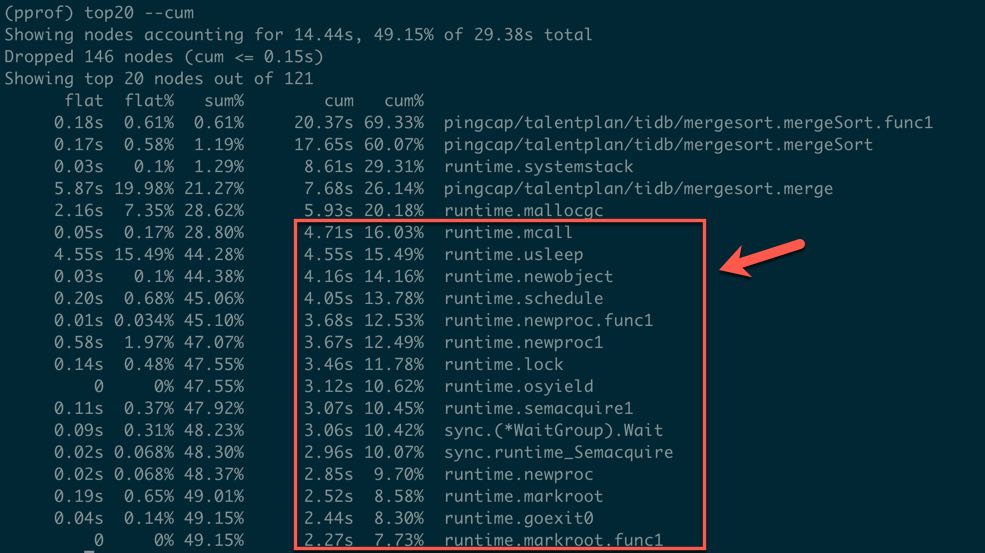 (pprof) top20 --cum
Showing nodes accounting for 14.44s, 49.15% of 29.38s total
Dropped 146 nodes (cum <= 0.15s)
Showing top 20 nodes out of 121
flat flat% sum% cum cum%
0.18s 0.61% 0.61% 20.37s 69.33% pingcap/talentplan/tidb/mergesort.mergeSort.func1
0.17s 0.58% 1.19% 17.65s 60.07% pingcap/talentplan/tidb/mergesort.mergeSort
0.03s 0.1% 1.29% 8.61s 29.31% runtime.systemstack
5.87s 19.98% 21.27% 7.68s 26.14% pingcap/talentplan/tidb/mergesort.merge
2.16s 7.35% 28.62% 5.93s 20.18% runtime.mallocgc
0.05s 0.17% 28.80% 4.71s 16.03% runtime.mcall
4.55s 15.49% 44.28% 4.55s 15.49% runtime.usleep
0.03s 0.1% 44.38% 4.16s 14.16% runtime.newobject
0.20s 0.68% 45.06% 4.05s 13.78% runtime.schedule
0.01s 0.034% 45.10% 3.68s 12.53% runtime.newproc.func1
0.58s 1.97% 47.07% 3.67s 12.49% runtime.newproc1
0.14s 0.48% 47.55% 3.46s 11.78% runtime.lock
0 0% 47.55% 3.12s 10.62% runtime.osyield
0.11s 0.37% 47.92% 3.07s 10.45% runtime.semacquire1
0.09s 0.31% 48.23% 3.06s 10.42% sync.(*WaitGroup).Wait
0.02s 0.068% 48.30% 2.96s 10.07% sync.runtime_Semacquire
0.02s 0.068% 48.37% 2.85s 9.70% runtime.newproc
0.19s 0.65% 49.01% 2.52s 8.58% runtime.markroot
0.04s 0.14% 49.15% 2.44s 8.30% runtime.goexit0
0 0% 49.15% 2.27s 7.73% runtime.markroot.func1